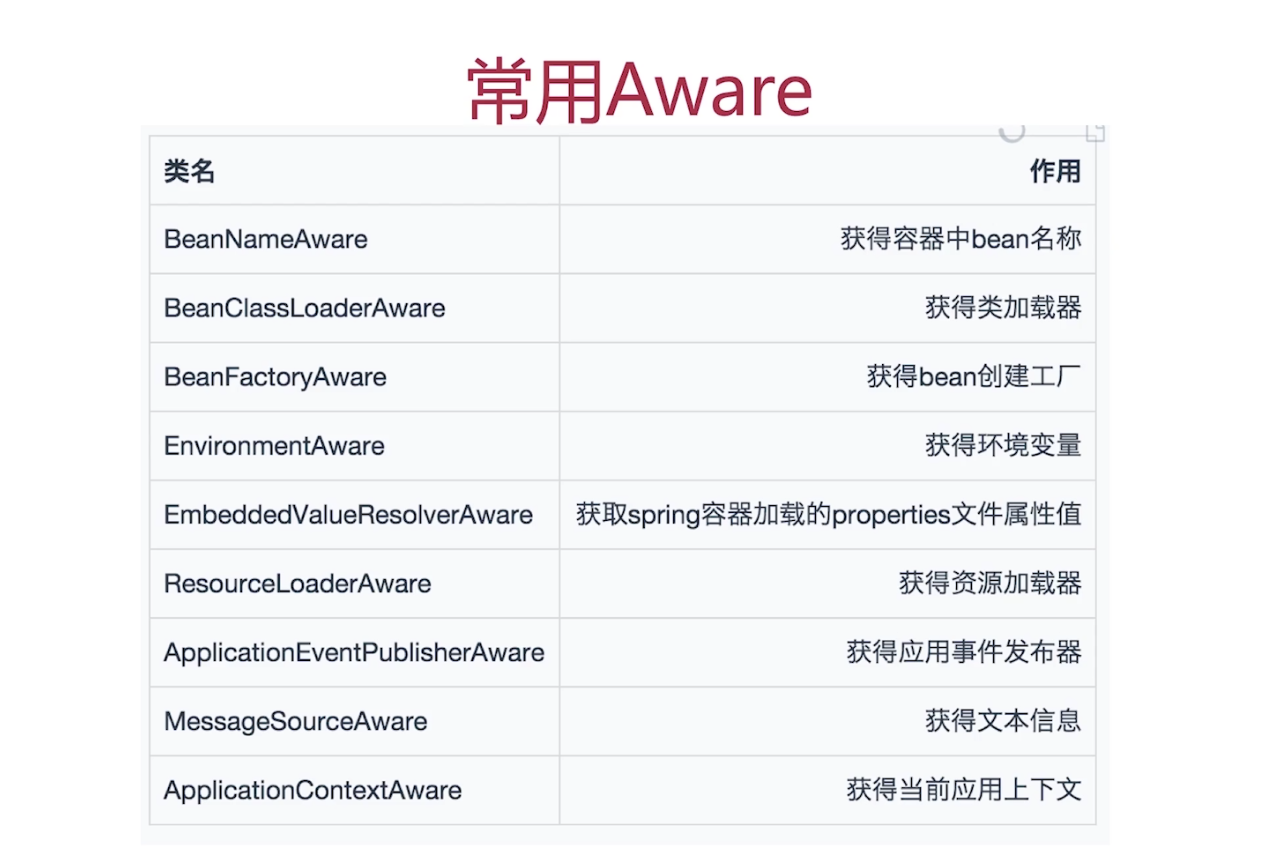 常用Aware
类名 作用
BeanNameAware 获得容器中bean名称
BeanClassLoaderAware 获得类加载器
BeanFactoryAware 获得bean创建工厂
EnvironmentAware 获得环境变量
EmbeddedValueResolverAware 获取spring容器加载的properties文件属性值
ResourceLoaderAware 获得资源加载器
ApplicationEventPublisherAware 获得应用事件发布器
MessageSourceAware 获得文本信息
ApplicationContextAware 获得当前应用上下文